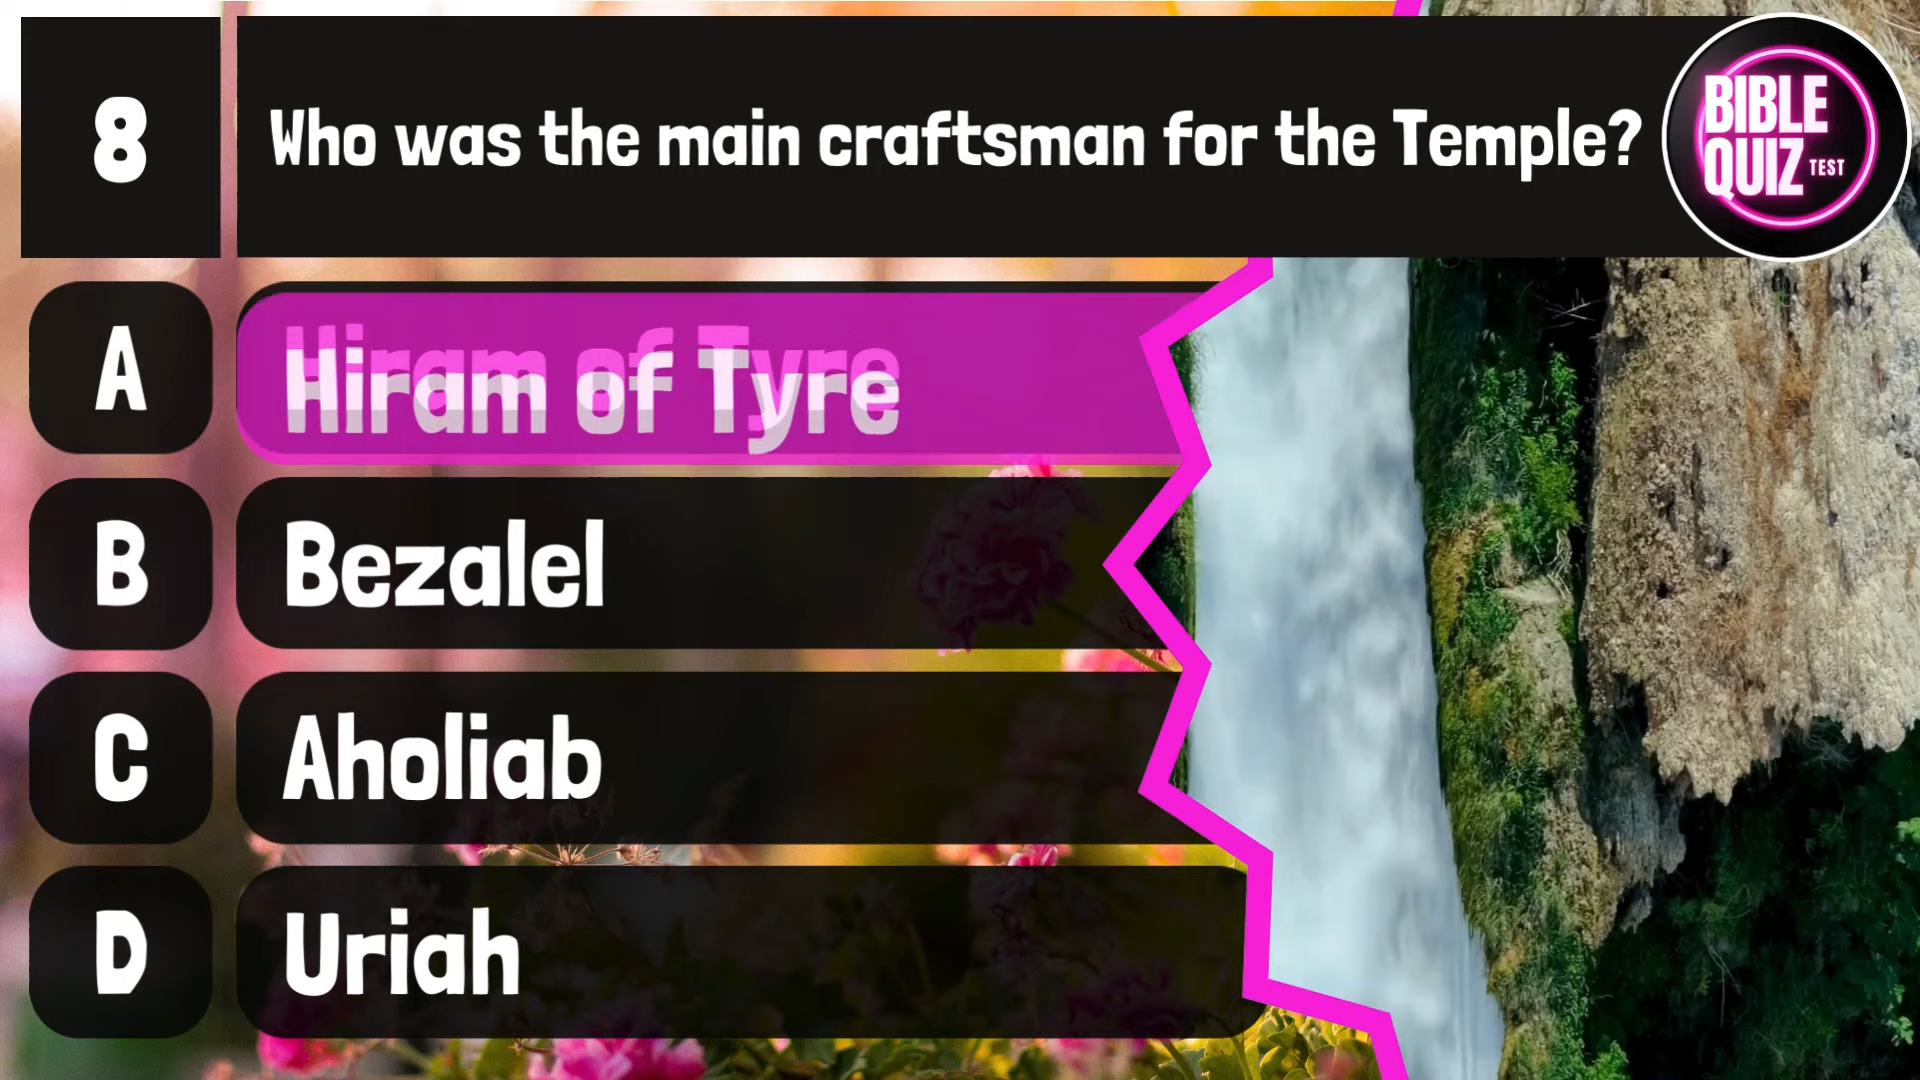 8
Who was the main craftsman for the Temple?
BIBLE
QUIZ TEST
A
Hiram of Tyre
B
Bezalel
C
Aholiab
D
Uriah